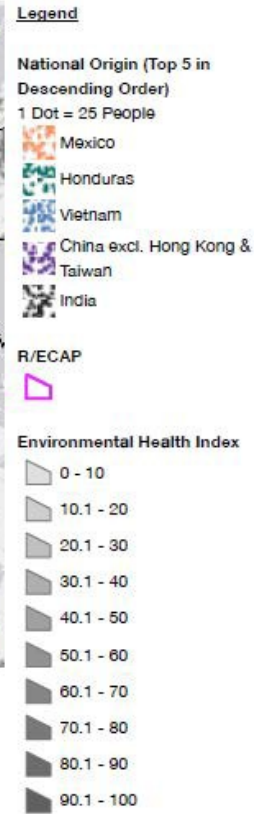 Legend
National Origin (Top 5 in
Descending Order)
1 Dot = 25 People
Mexico
Honduras
Vietnam
China excl. Hong Kong &
Taiwan
India
R/ECAP
Environmental Health Index
0 - 10
10.1 - 20
20.1 - 30
30.1 - 40
40.1 - 50
50.1 - 60
60.1 - 70
70.1 - 80
80.1 - 90
90.1 - 100